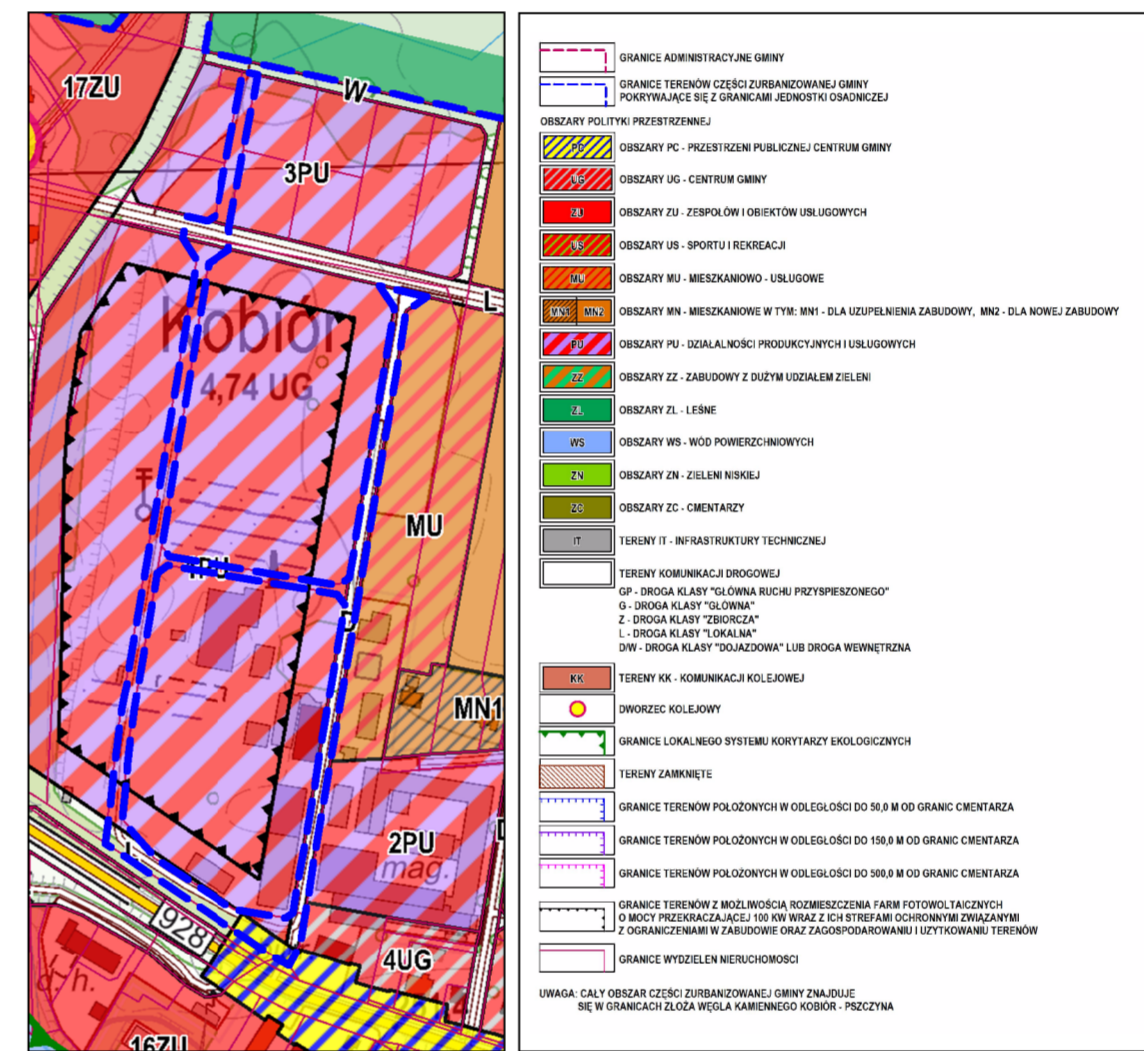 17ZU
W
3PU
L
Kobiór
4,74 UG
MU
1PU
D
MN1
2PU
mag.
L
928
4UG
d. h.
16ZU
GRANICE ADMINISTRACYJNE GMINY
GRANICE TERENÓW CZĘŚCI ZURBANIZOWANEJ GMINY
POKRYWAJĄCE SIĘ Z GRANICAMI JEDNOSTKI OSADNICZEJ
OBSZARY POLITYKI PRZESTRZENNEJ
PC OBSZARY PC - PRZESTRZENI PUBLICZNEJ CENTRUM GMINY
UG OBSZARY UG - CENTRUM GMINY
ZU OBSZARY ZU - ZESPOŁÓW I OBIEKTÓW USŁUGOWYCH
US OBSZARY US - SPORTU I REKREACJI
MU OBSZARY MU - MIESZKANIOWO - USŁUGOWE
MN1 MN2 OBSZARY MN - MIESZKANIOWE W TYM: MN1 - DLA UZUPEŁNIENIA ZABUDOWY, MN2 - DLA NOWEJ ZABUDOWY
PU OBSZARY PU - DZIAŁALNOŚCI PRODUKCYJNYCH I USŁUGOWYCH
ZZ OBSZARY ZZ - ZABUDOWY Z DUŻYM UDZIAŁEM ZIELENI
ZL OBSZARY ZL - LEŚNE
WS OBSZARY WS - WÓD POWIERZCHNIOWYCH
ZN OBSZARY ZN - ZIELENI NISKIEJ
ZC OBSZARY ZC - CMENTARZY
IT TERENY IT - INFRASTRUKTURY TECHNICZNEJ
TERENY KOMUNIKACJI DROGOWEJ
GP - DROGA KLASY "GŁÓWNA RUCHU PRZYSPIESZONEGO"
G - DROGA KLASY "GŁÓWNA"
Z - DROGA KLASY "ZBIORCZA"
L - DROGA KLASY "LOKALNA"
D/W - DROGA KLASY "DOJAZDOWA" LUB DROGA WEWNĘTRZNA
KK TERENY KK - KOMUNIKACJI KOLEJOWEJ
DWORZEC KOLEJOWY
GRANICE LOKALNEGO SYSTEMU KORYTARZY EKOLOGICZNYCH
TERENY ZAMKNIĘTE
GRANICE TERENÓW POŁOŻONYCH W ODLEGŁOŚCI DO 50,0 M OD GRANIC CMENTARZA
GRANICE TERENÓW POŁOŻONYCH W ODLEGŁOŚCI DO 150,0 M OD GRANIC CMENTARZA
GRANICE TERENÓW POŁOŻONYCH W ODLEGŁOŚCI DO 500,0 M OD GRANIC CMENTARZA
GRANICE TERENÓW Z MOŻLIWOŚCIĄ ROZMIESZCZENIA FARM FOTOWOLTAICZNYCH
O MOCY PRZEKRACZAJĄCEJ 100 KW WRAZ Z ICH STREFAMI OCHRONNYMI ZWIĄZANYMI
Z OGRANICZENIAMI W ZABUDOWIE ORAZ ZAGOSPODAROWANIU I UŻYTKOWANIU TERENÓW
GRANICE WYDZIELEŃ NIERUCHOMOŚCI
UWAGA: CAŁY OBSZAR CZĘŚCI ZURBANIZOWANEJ GMINY ZNAJDUJE
SIĘ W GRANICACH ZŁOŻA WĘGLA KAMIENNEGO KOBIÓR - PSZCZYNA